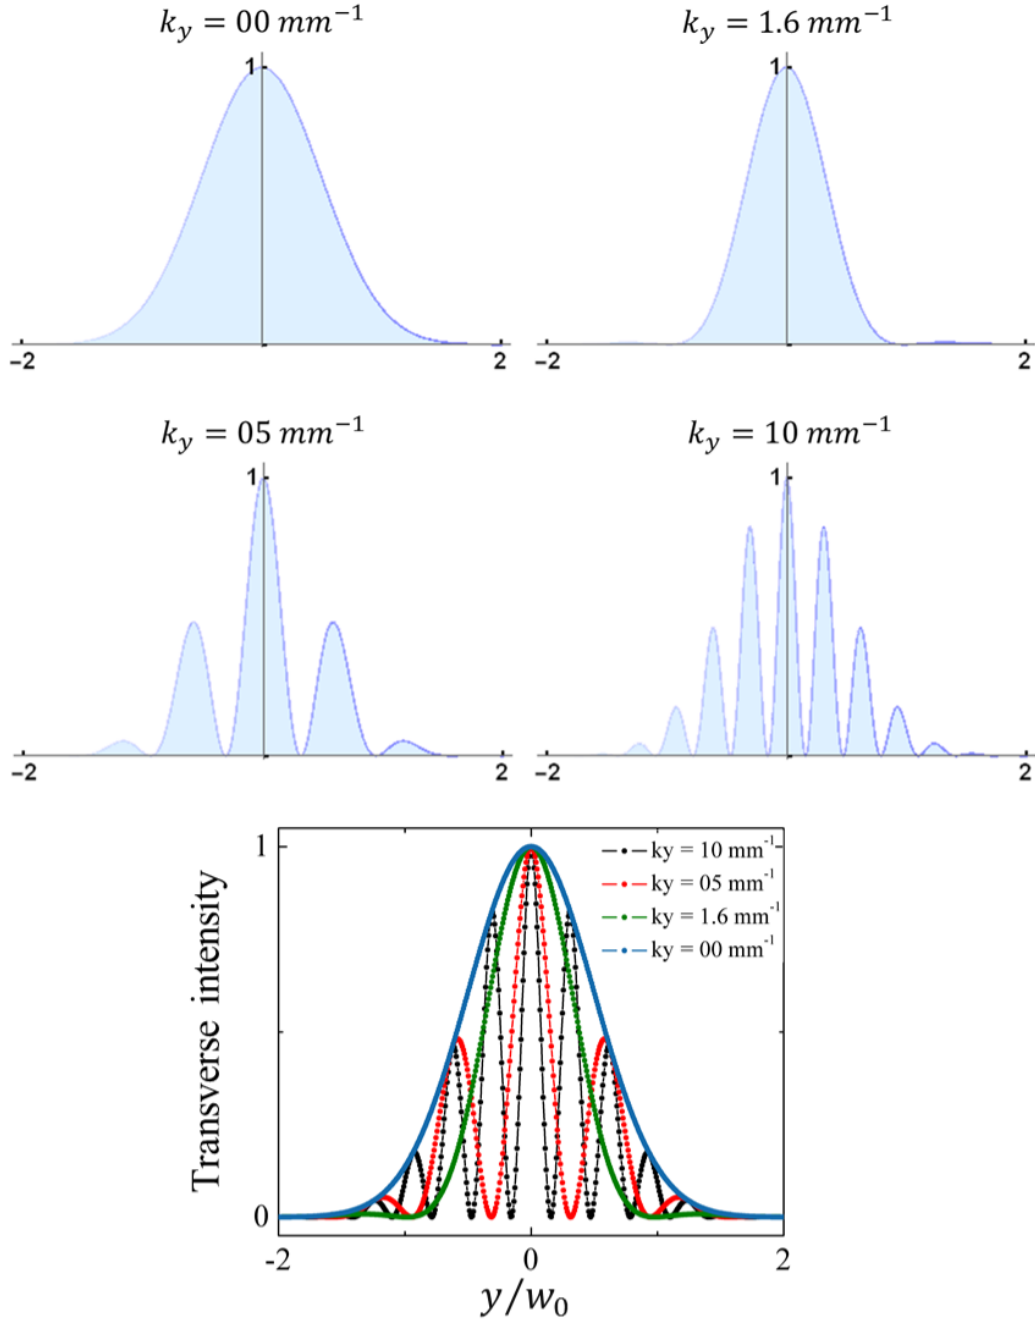 k_y = 00 mm⁻¹
k_y = 1.6 mm⁻¹
1
1
-2
2
-2
2
k_y = 05 mm⁻¹
k_y = 10 mm⁻¹
1
1
-2
2
-2
2
1
ky = 10 mm⁻¹
ky = 05 mm⁻¹
ky = 1.6 mm⁻¹
ky = 00 mm⁻¹
Transverse intensity
0
-2
0
2
y/w₀